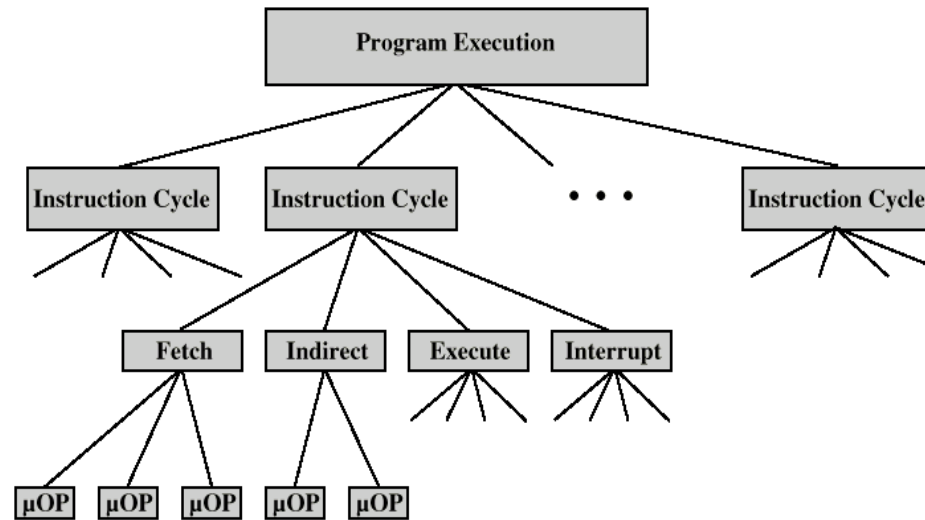 Program Execution
Instruction Cycle Instruction Cycle • • • Instruction Cycle
Fetch Indirect Execute Interrupt
μOP μOP μOP μOP μOP